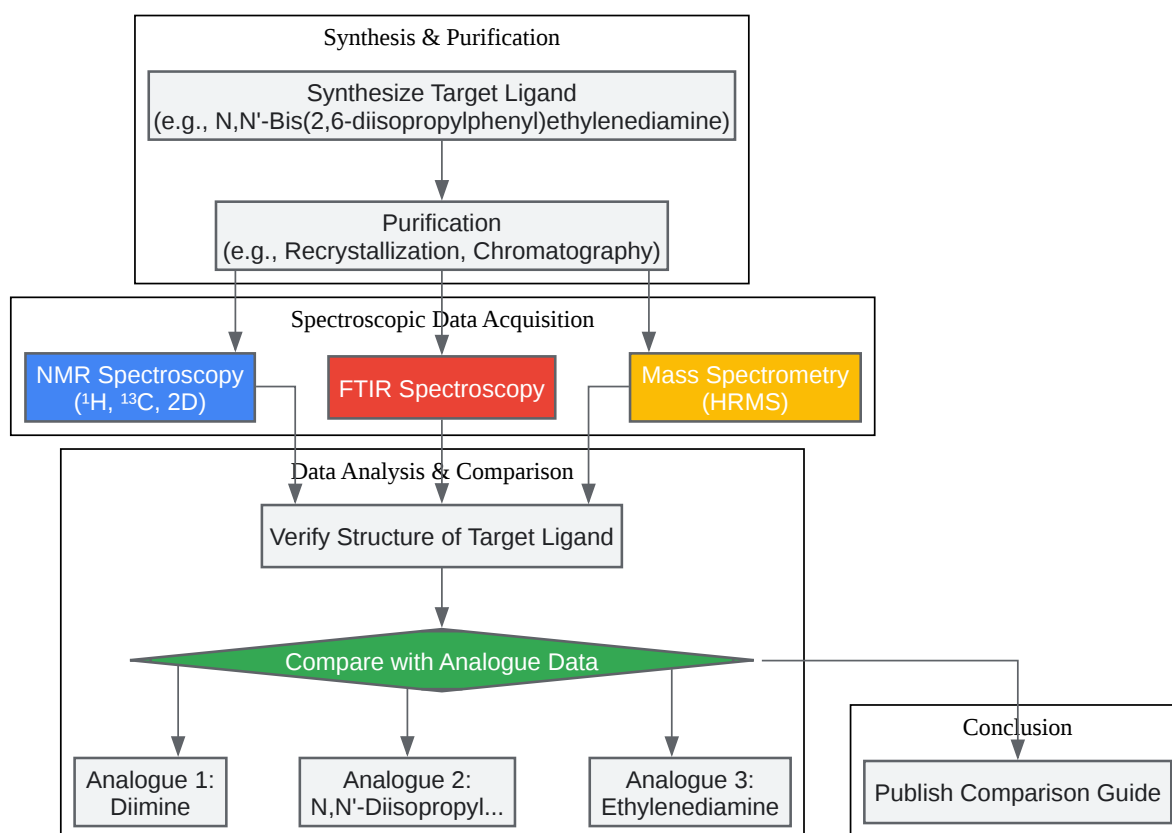 Synthesis & Purification
Synthesize Target Ligand
(e.g., N,N'-Bis(2,6-diisopropylphenyl)ethylenediamine)
Purification
(e.g., Recrystallization, Chromatography)
Spectroscopic Data Acquisition
NMR Spectroscopy
(¹H, ¹³C, 2D)
FTIR Spectroscopy
Mass Spectrometry
(HRMS)
Data Analysis & Comparison
Verify Structure of Target Ligand
Compare with Analogue Data
Analogue 1:
Diimine
Analogue 2:
N,N'-Diisopropyl...
Analogue 3:
Ethylenediamine
Conclusion
Publish Comparison Guide